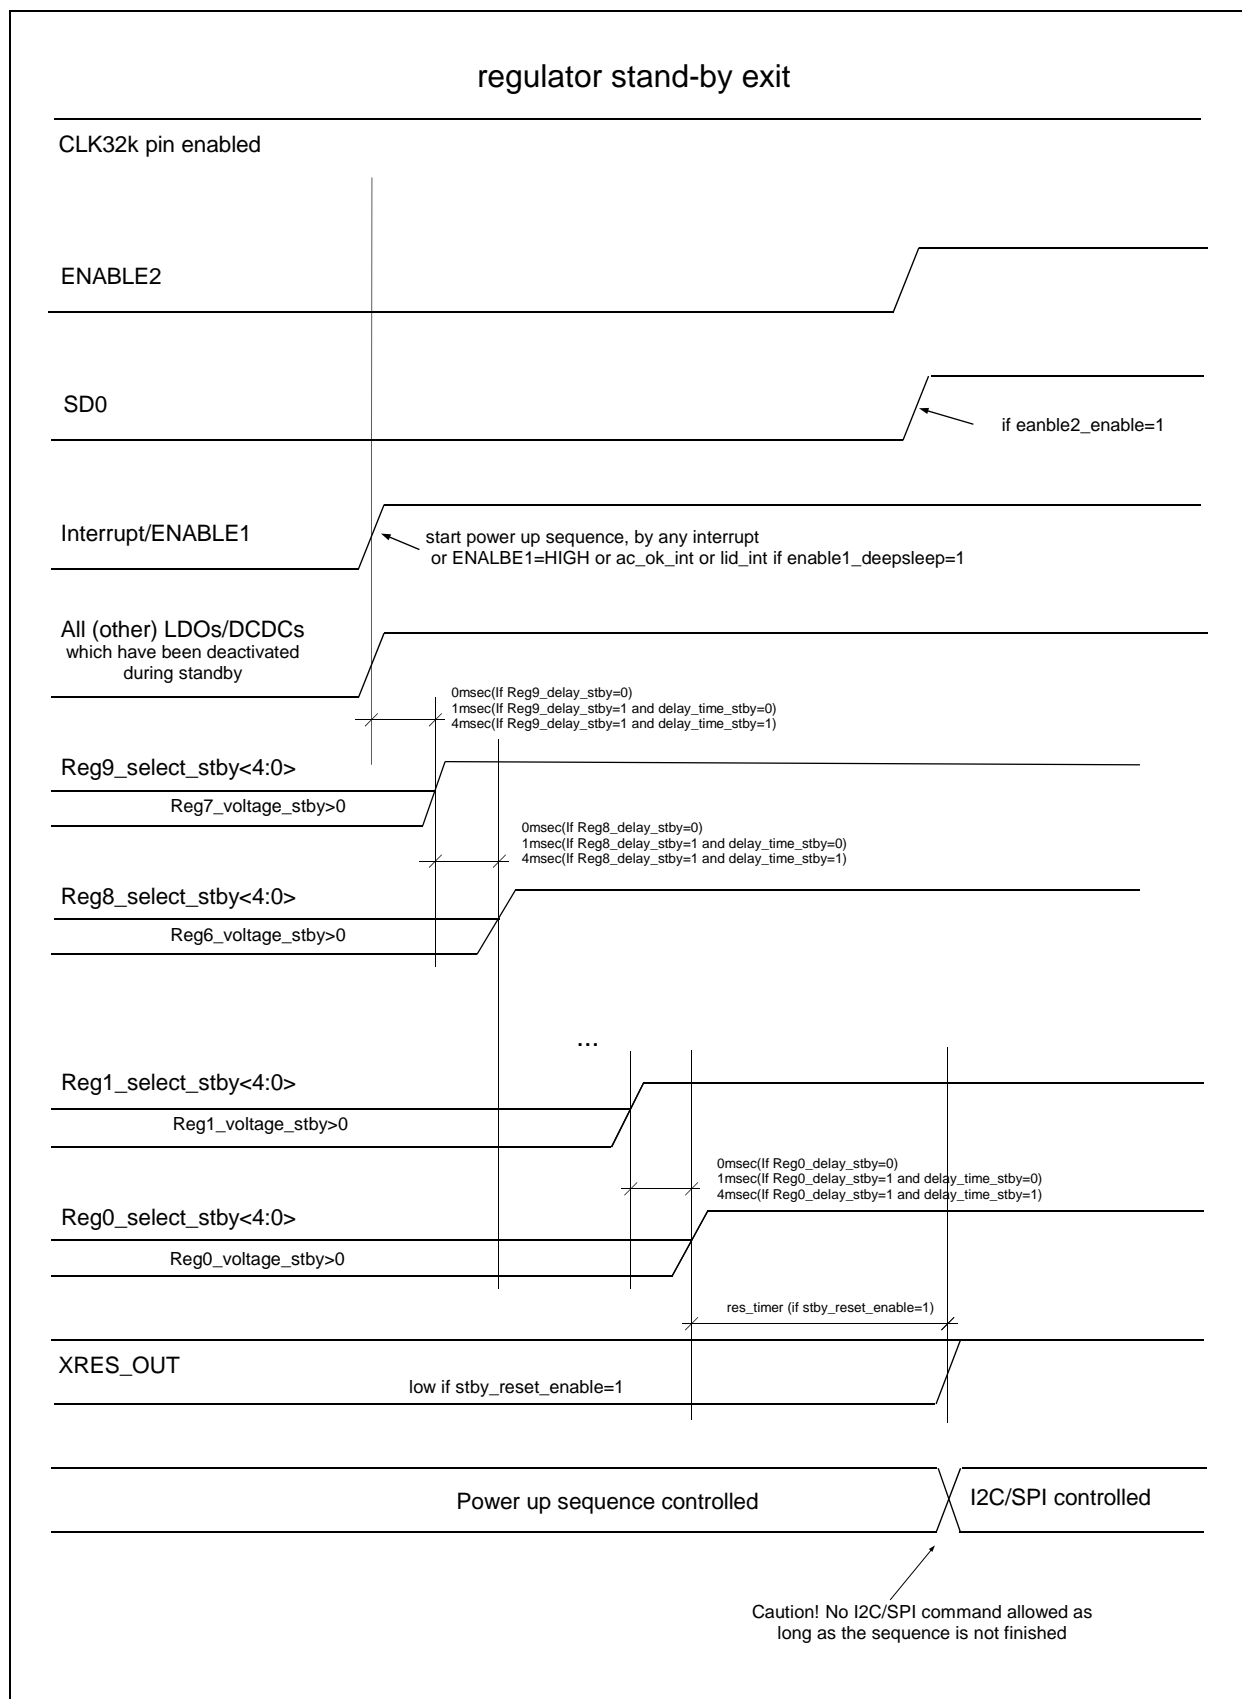 regulator stand-by exit
CLK32k pin enabled
ENABLE2
SD0
if eanble2_enable=1
Interrupt/ENABLE1
start power up sequence, by any interrupt
or ENALBE1=HIGH or ac_ok_int or lid_int if enable1_deepsleep=1
All (other) LDOs/DCDCs
which have been deactivated
during standby
0msec(If Reg9_delay_stby=0)
1msec(If Reg9_delay_stby=1 and delay_time_stby=0)
4msec(If Reg9_delay_stby=1 and delay_time_stby=1)
Reg9_select_stby<4:0>
Reg7_voltage_stby>0
0msec(If Reg8_delay_stby=0)
1msec(If Reg8_delay_stby=1 and delay_time_stby=0)
4msec(If Reg8_delay_stby=1 and delay_time_stby=1)
Reg8_select_stby<4:0>
Reg6_voltage_stby>0
...
Reg1_select_stby<4:0>
Reg1_voltage_stby>0
0msec(If Reg0_delay_stby=0)
1msec(If Reg0_delay_stby=1 and delay_time_stby=0)
4msec(If Reg0_delay_stby=1 and delay_time_stby=1)
Reg0_select_stby<4:0>
Reg0_voltage_stby>0
res_timer (if stby_reset_enable=1)
XRES_OUT
low if stby_reset_enable=1
Power up sequence controlled
I2C/SPI controlled
Caution! No I2C/SPI command allowed as
long as the sequence is not finished